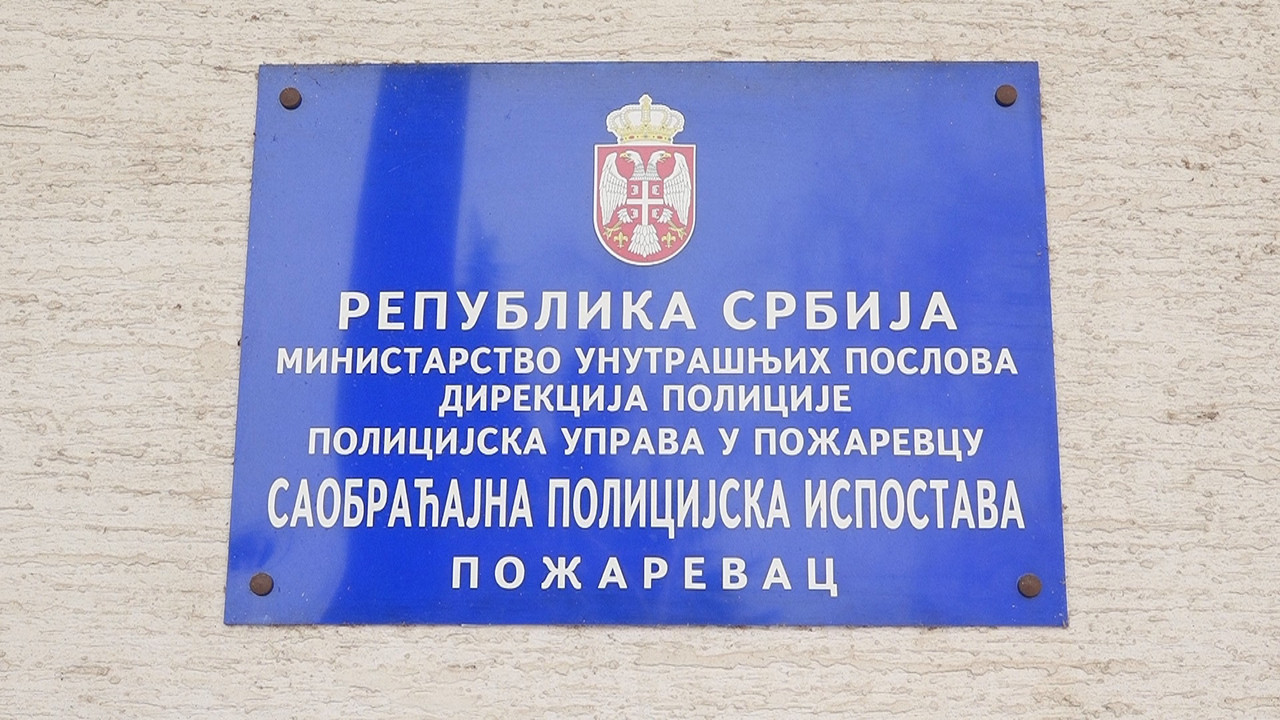 РЕПУБЛИКА СРБИЈА
МИНИСТАРСТВО УНУТРАШЊИХ ПОСЛОВА
ДИРЕКЦИЈА ПОЛИЦИЈЕ
ПОЛИЦИЈСКА УПРАВА У ПОЖАРЕВЦУ
САОБРАЋАЈНА ПОЛИЦИЈСКА ИСПОСТАВА
ПОЖАРЕВАЦ